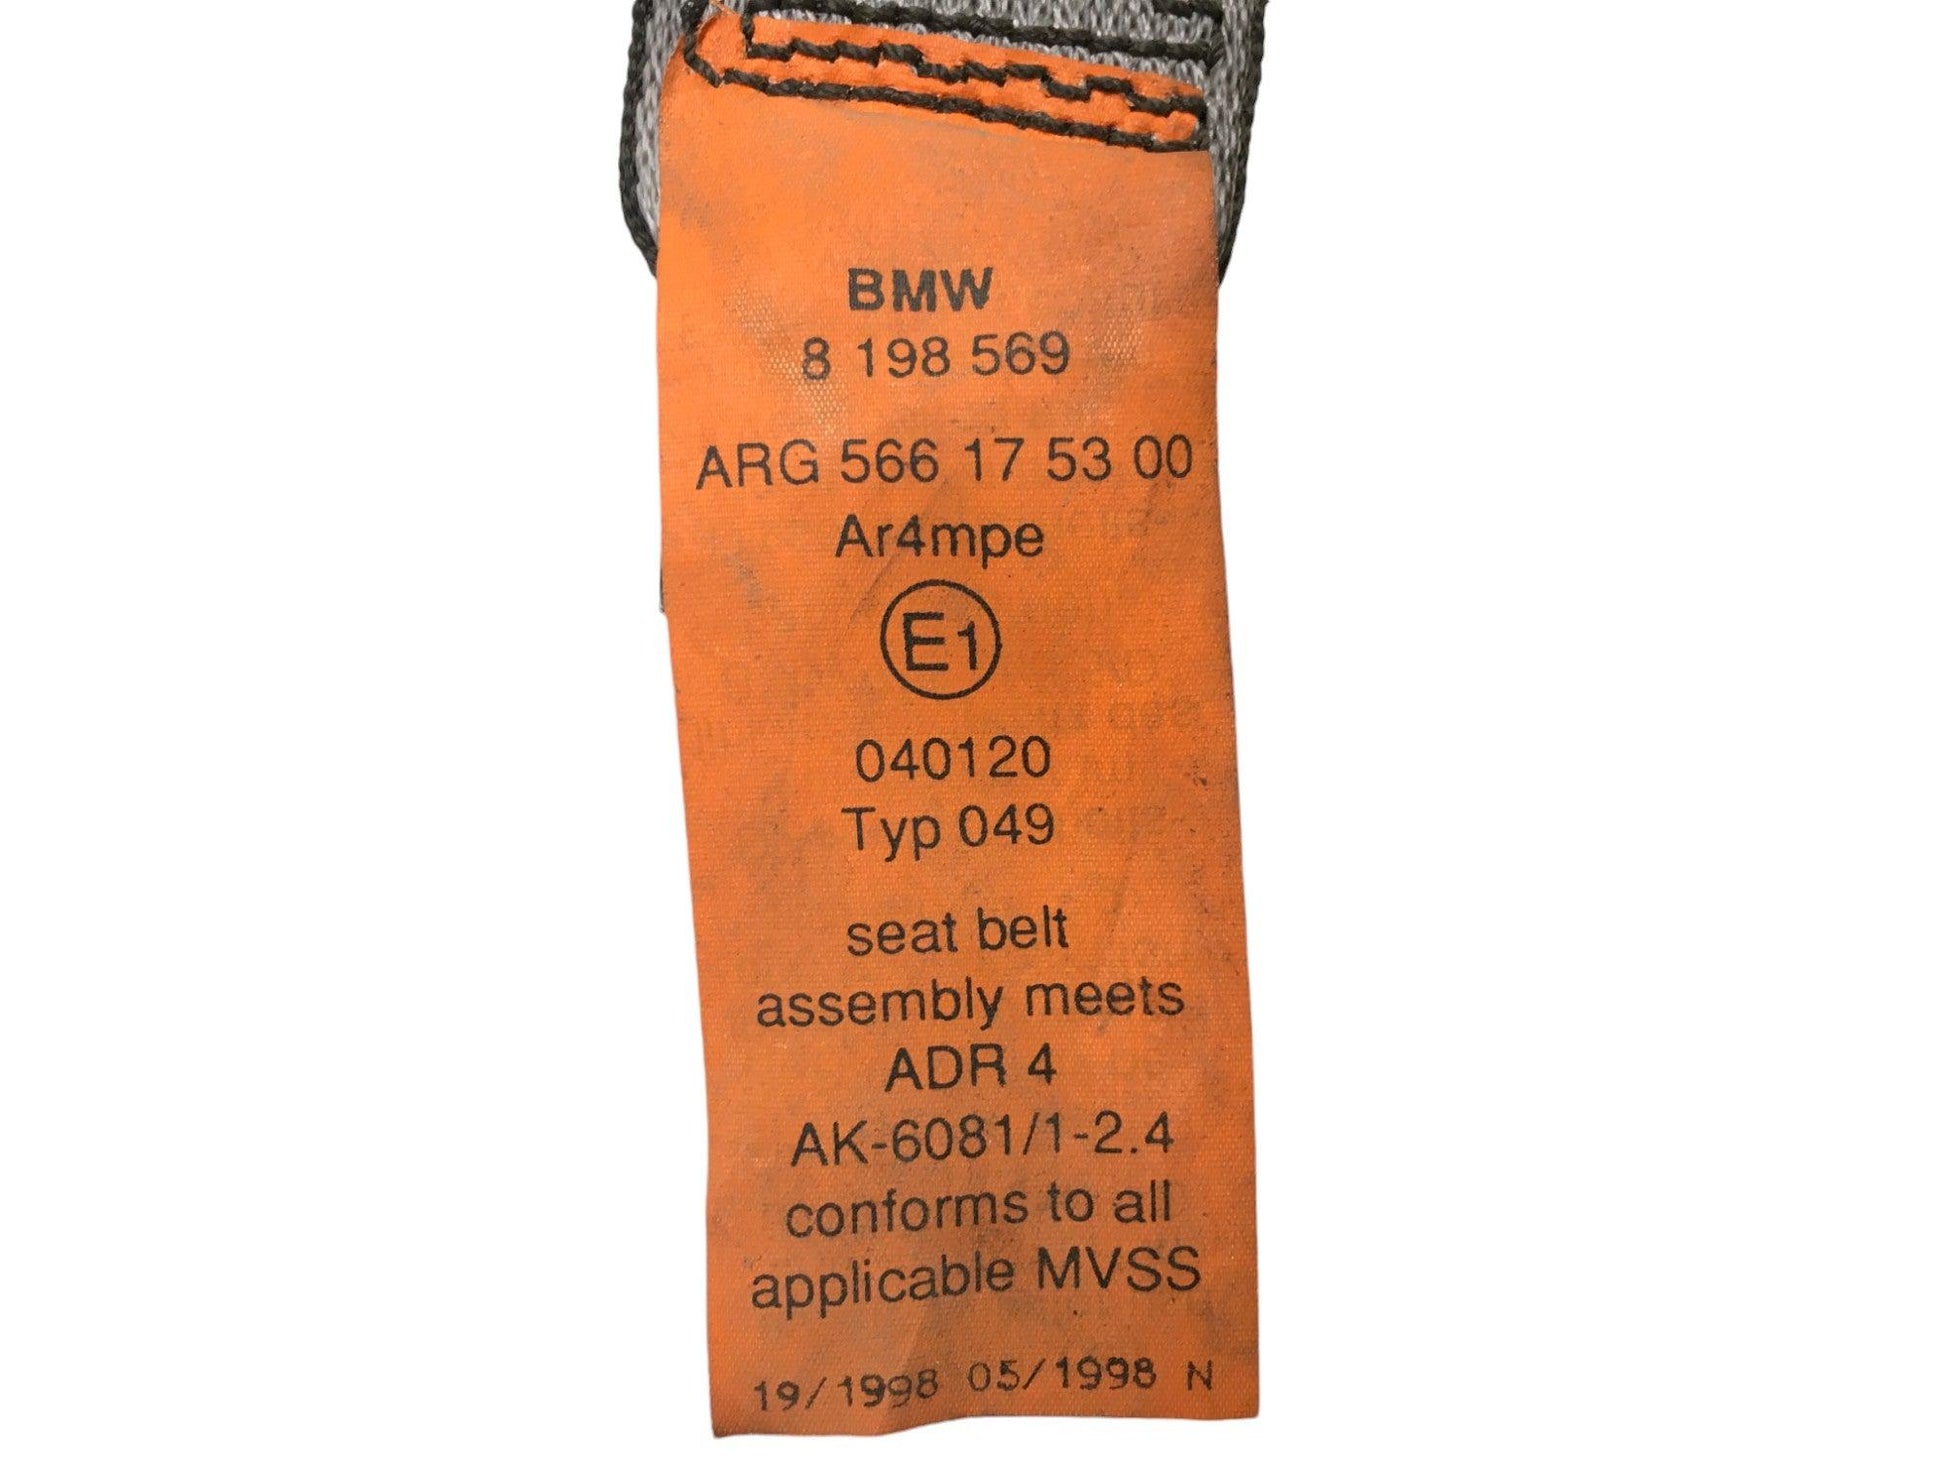 BMW
8 198 569
ARG 566 17 53 00
Ar4mpe
E1
040120
Typ 049
seat belt
assembly meets
ADR 4
AK-6081/1-2.4
conforms to all
applicable MVSS
19/1998 05/1998 N